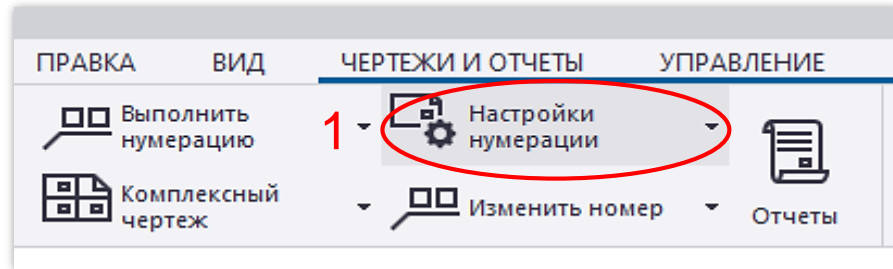 ПРАВКА ВИД ЧЕРТЕЖИ И ОТЧЕТЫ УПРАВЛЕНИЕ
Выполнить
нумерацию
1
Настройки
нумерации
Комплексный
чертеж
Изменить номер
Отчеты